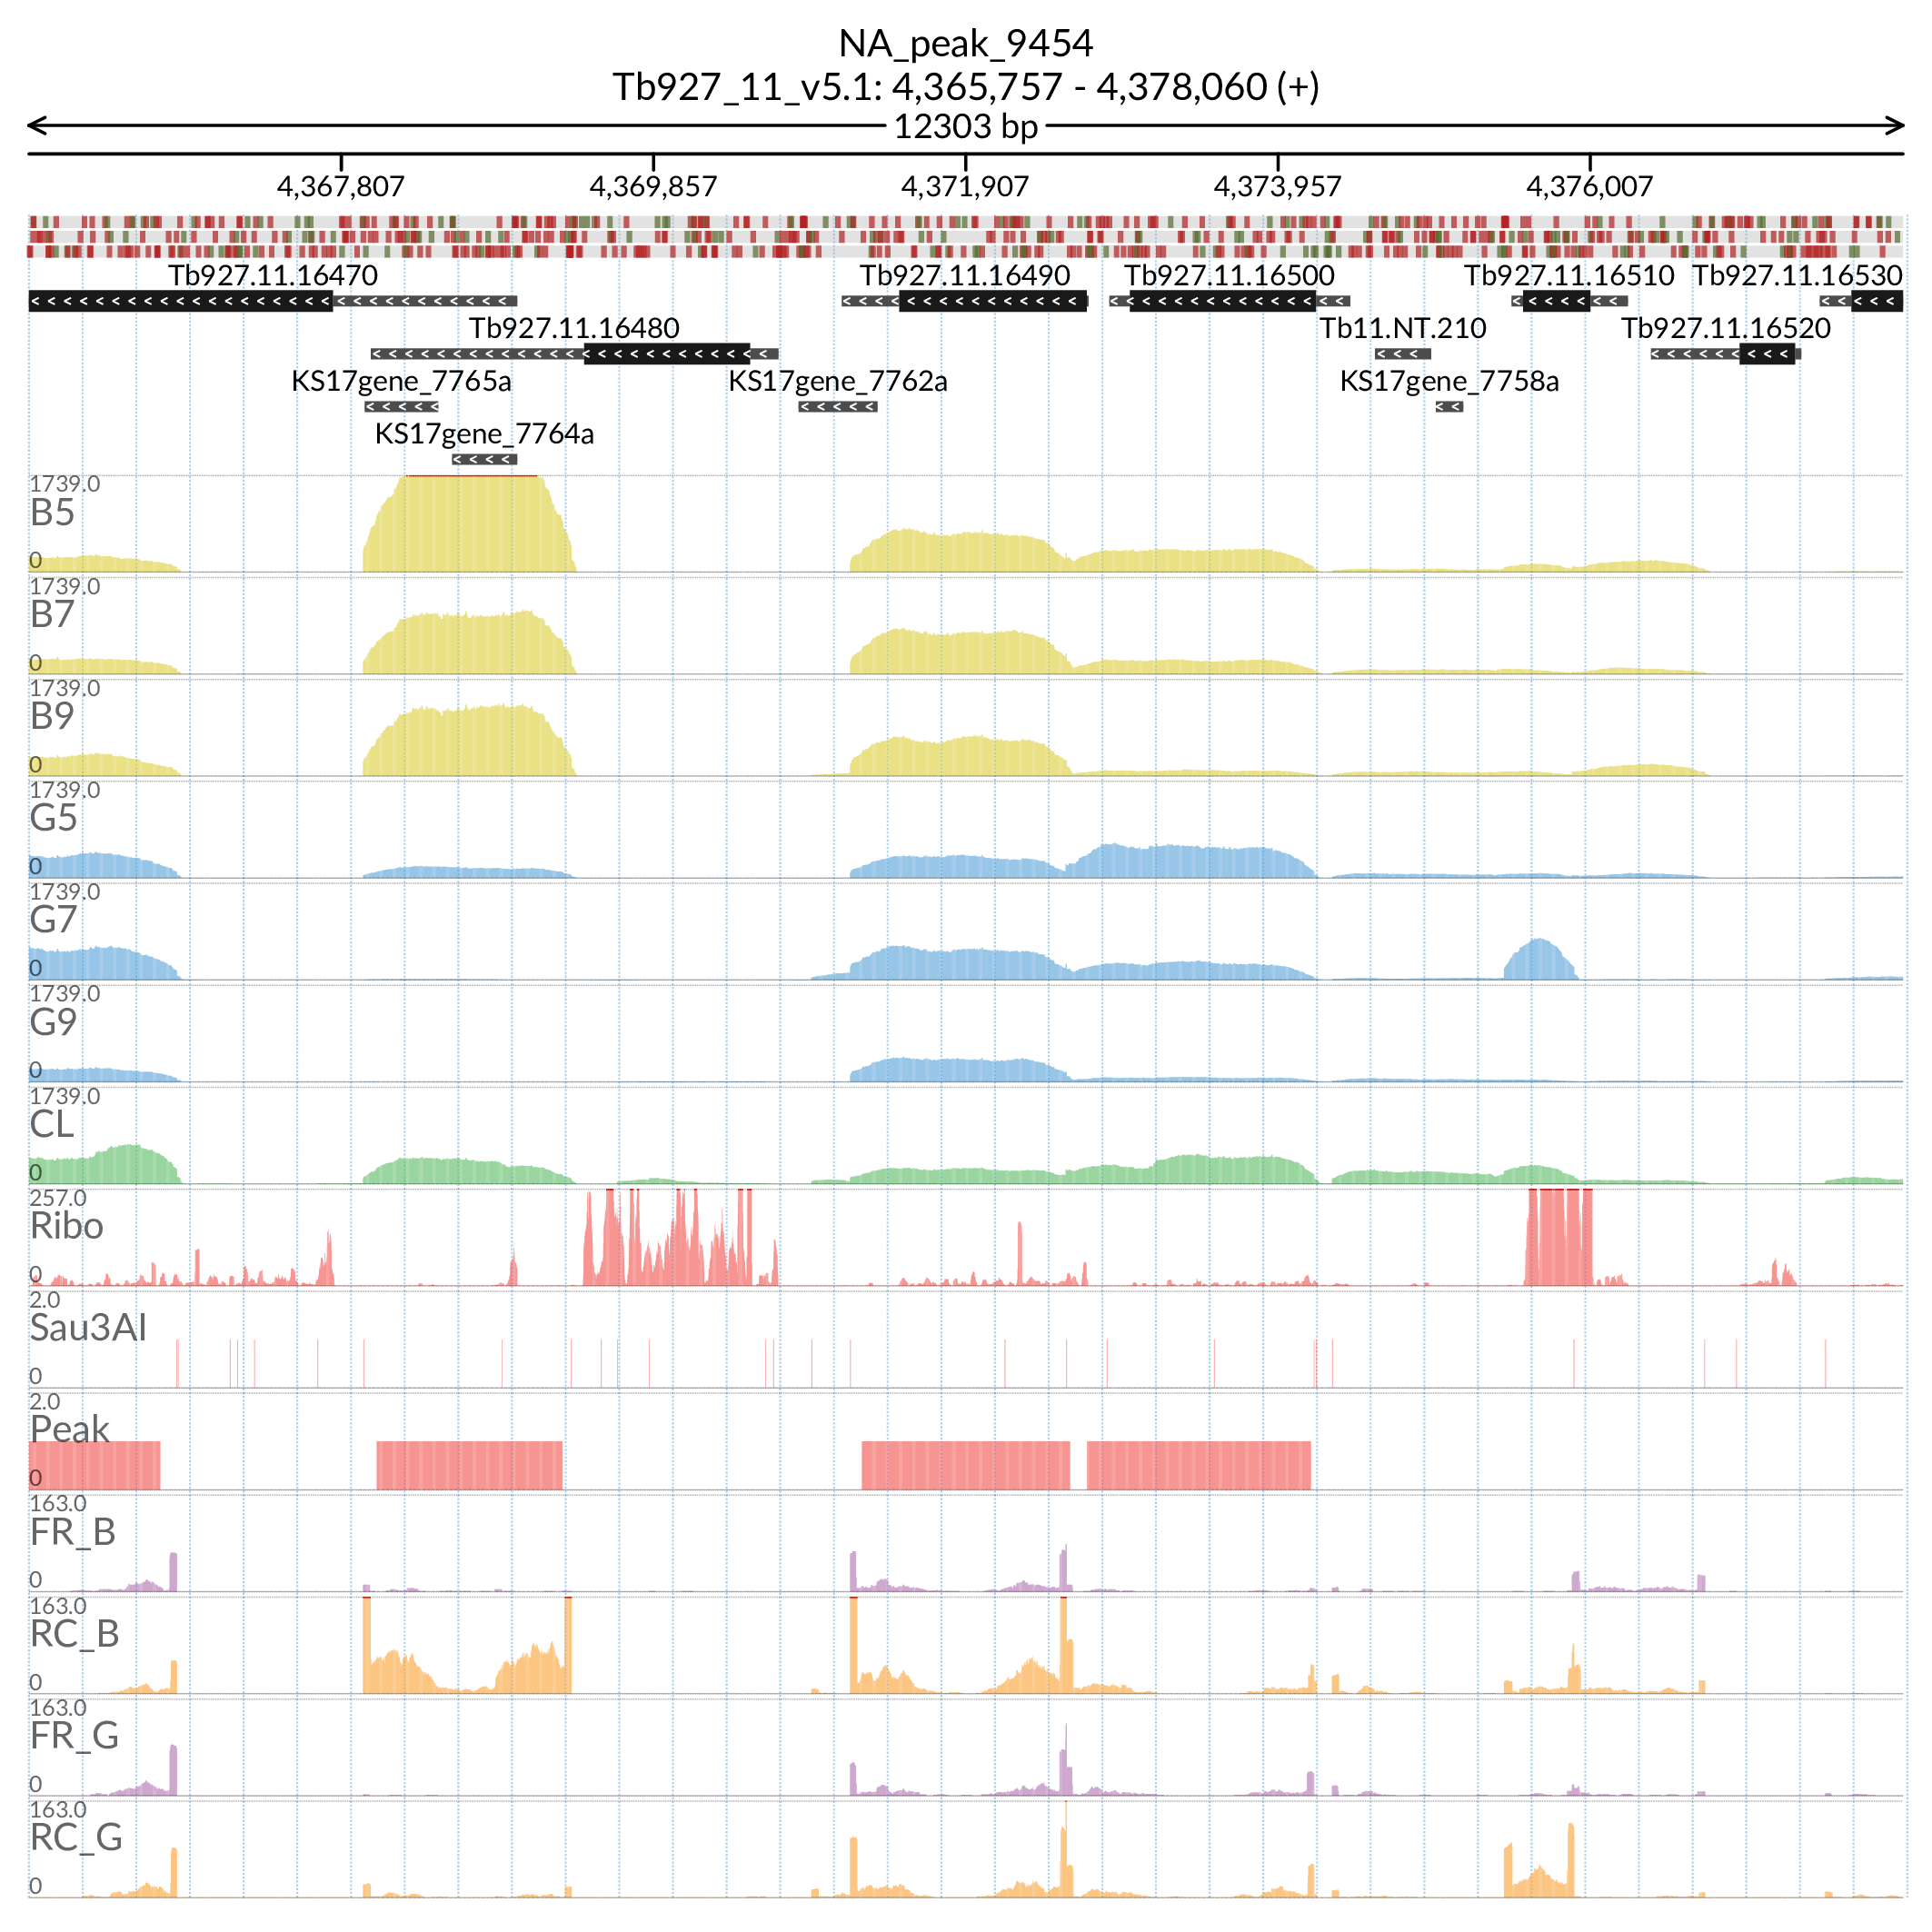 NA_peak_9454
Tb927_11_v5.1: 4,365,757 - 4,378,060 (+)
12303 bp
4,367,807 4,369,857 4,371,907 4,373,957 4,376,007
Tb927.11.16470 Tb927.11.16490 Tb927.11.16500 Tb927.11.16510 Tb927.11.16530
Tb927.11.16480 Tb11.NT.210 Tb927.11.16520
KS17gene_7765a KS17gene_7762a KS17gene_7758a
KS17gene_7764a
1739.0
B5
0
1739.0
B7
0
1739.0
B9
0
1739.0
G5
0
1739.0
G7
0
1739.0
G9
0
1739.0
CL
0
257.0
Ribo
0
2.0
Sau3AI
0
2.0
Peak
0
163.0
FR_B
0
163.0
RC_B
0
163.0
FR_G
0
163.0
RC_G
0